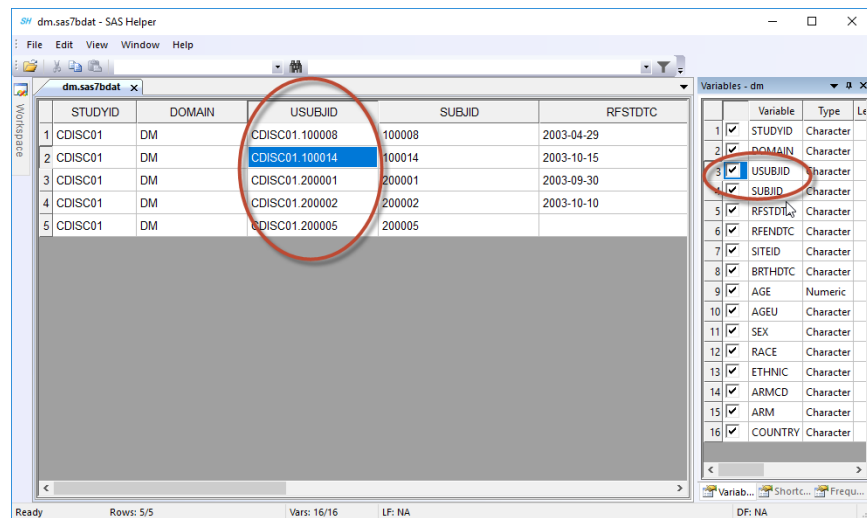 SH dm.sas7bdat - SAS Helper
File Edit View Window Help
dm.sas7bdat x
Workspace
STUDYID DOMAIN USUBJID SUBJID RFSTDTC
1 CDISC01 DM CDISC01.100008 100008 2003-04-29
2 CDISC01 DM CDISC01.100014 100014 2003-10-15
3 CDISC01 DM CDISC01.200001 200001 2003-09-30
4 CDISC01 DM CDISC01.200002 200002 2003-10-10
5 CDISC01 DM CDISC01.200005 200005
Variables - dm
Variable Type Le
1 STUDYID Character
2 DOMAIN Character
3 USUBJID Character
4 SUBJID Character
5 RFSTDTC Character
6 RFENDTC Character
7 SITEID Character
8 BRTHDTC Character
9 AGE Numeric
10 AGEU Character
11 SEX Character
12 RACE Character
13 ETHNIC Character
14 ARMCD Character
15 ARM Character
16 COUNTRY Character
Variab... Shortc... Frequ...
Ready Rows: 5/5 Vars: 16/16 LF: NA DF: NA